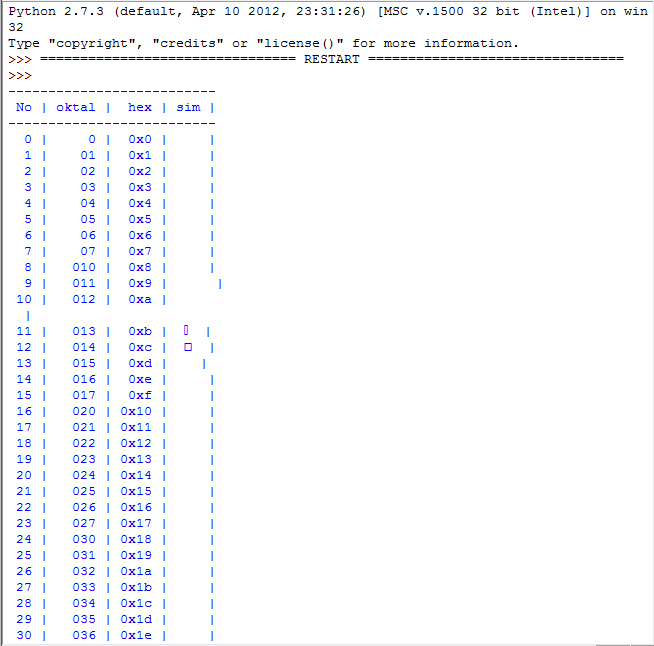 Python 2.7.3 (default, Apr 10 2012, 23:31:26) [MSC v.1500 32 bit (Intel)] on win
32
Type "copyright", "credits" or "license()" for more information.
>>> ================================ RESTART ================================
>>>
--------------------------
 No | oktal |  hex | sim |
--------------------------
  0 |     0 |  0x0 |     |
  1 |    01 |  0x1 |     |
  2 |    02 |  0x2 |     |
  3 |    03 |  0x3 |     |
  4 |    04 |  0x4 |     |
  5 |    05 |  0x5 |     |
  6 |    06 |  0x6 |     |
  7 |    07 |  0x7 |     |
  8 |   010 |  0x8 |     |
  9 |   011 |  0x9 |      |
 10 |   012 |  0xa |
  |
 11 |   013 |  0xb |  ▯  |
 12 |   014 |  0xc |  □  |
 13 |   015 |  0xd |    |
 14 |   016 |  0xe |     |
 15 |   017 |  0xf |     |
 16 |   020 | 0x10 |     |
 17 |   021 | 0x11 |     |
 18 |   022 | 0x12 |     |
 19 |   023 | 0x13 |     |
 20 |   024 | 0x14 |     |
 21 |   025 | 0x15 |     |
 22 |   026 | 0x16 |     |
 23 |   027 | 0x17 |     |
 24 |   030 | 0x18 |     |
 25 |   031 | 0x19 |     |
 26 |   032 | 0x1a |     |
 27 |   033 | 0x1b |     |
 28 |   034 | 0x1c |     |
 29 |   035 | 0x1d |     |
 30 |   036 | 0x1e |     |